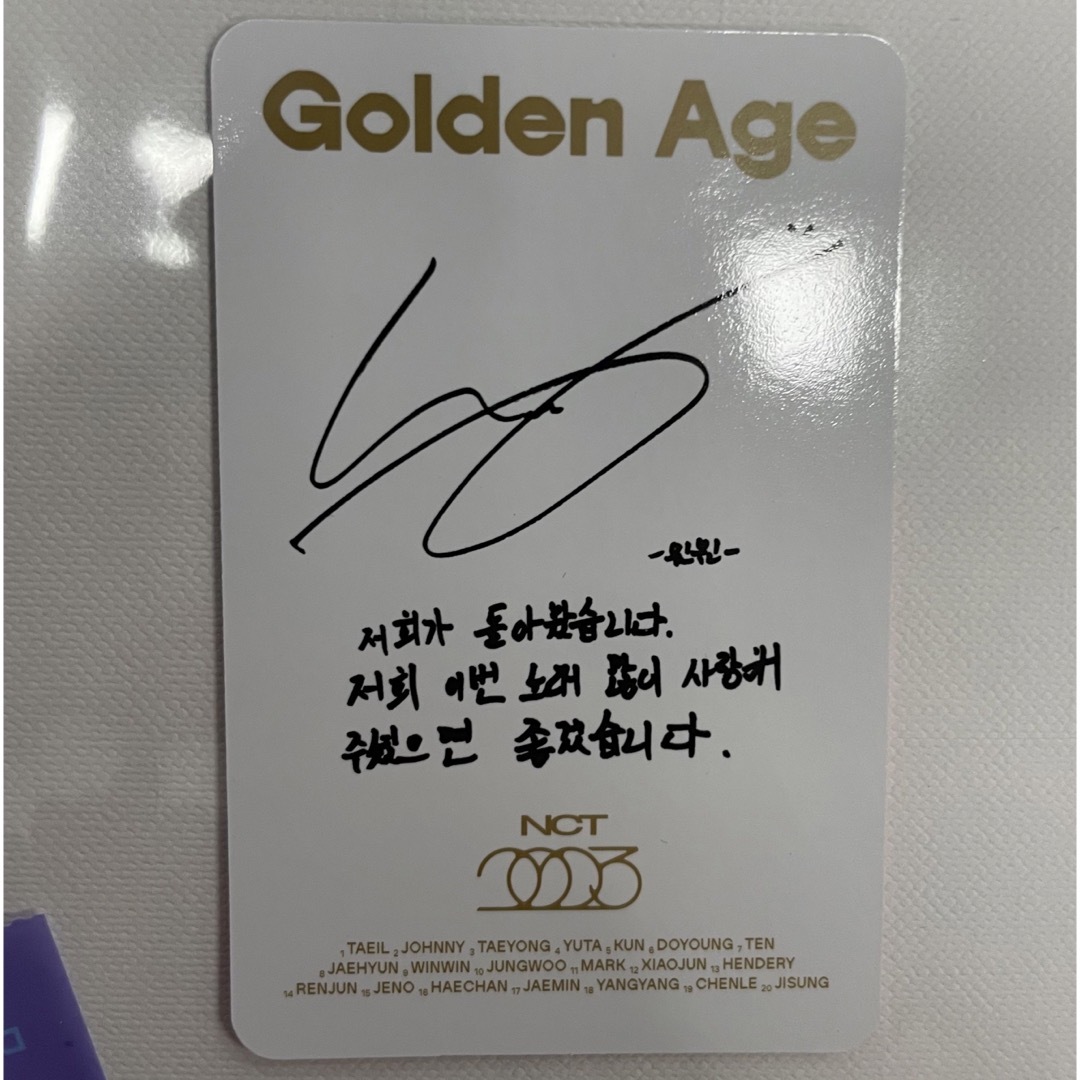 Golden Age
저희가 돌아왔습니다.
저희 이번 노래 많이 사랑해
주셨으면 좋겠습니다.
NCT
2023
1 TAEIL 2 JOHNNY 3 TAEYONG 4 YUTA 5 KUN 6 DOYOUNG 7 TEN
8 JAEHYUN 9 WINWIN 10 JUNGWOO 11 MARK 12 XIAOJUN 13 HENDERY
14 RENJUN 15 JENO 16 HAECHAN 17 JAEMIN 18 YANGYANG 19 CHENLE 20 JISUNG